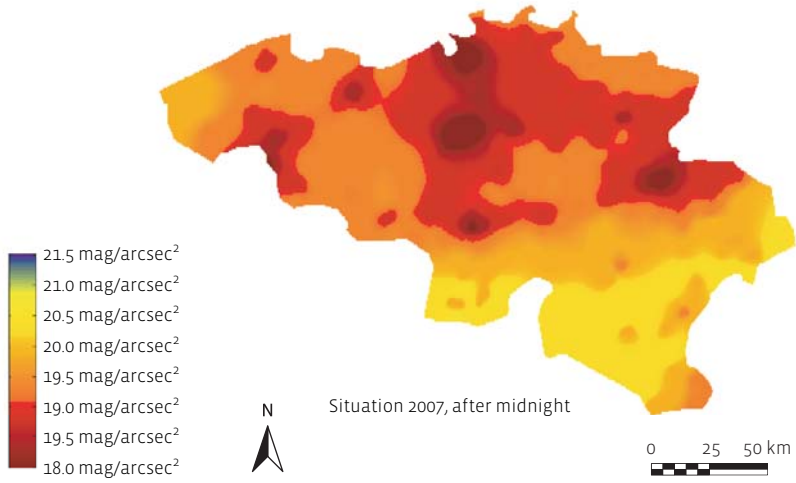 21.5 mag/arcsec²
21.0 mag/arcsec²
20.5 mag/arcsec²
20.0 mag/arcsec²
19.5 mag/arcsec²
19.0 mag/arcsec²
19.5 mag/arcsec²
18.0 mag/arcsec²
N
Situation 2007, after midnight
0 25 50 km